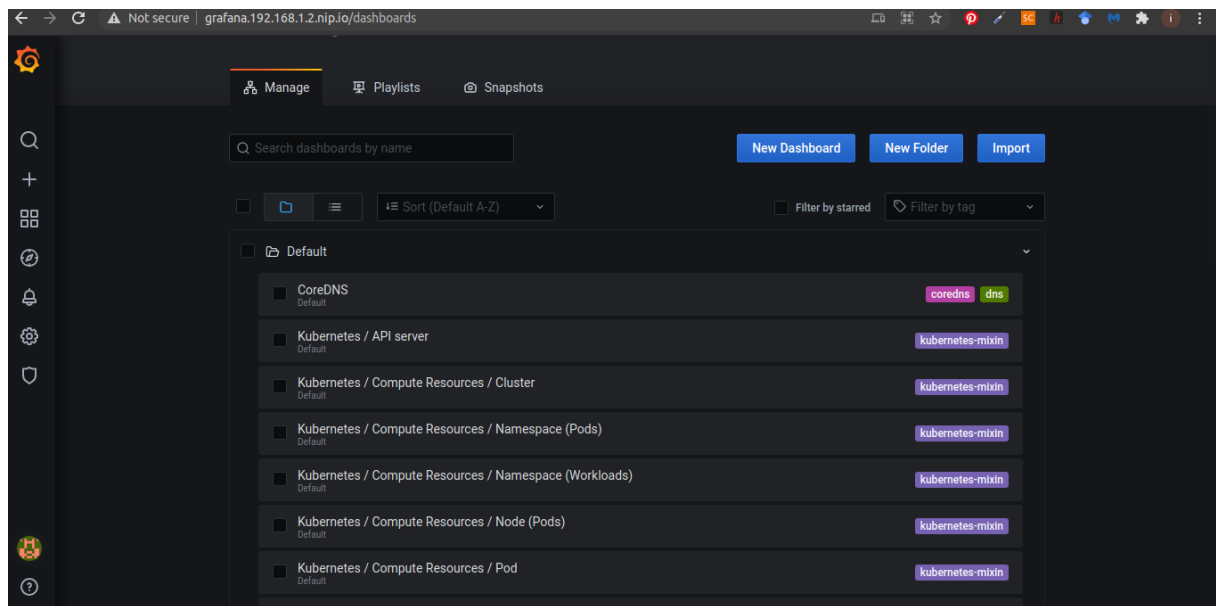 Not secure | grafana.192.168.1.2.nip.io/dashboards
SC h i
Manage Playlists Snapshots
Search dashboards by name New Dashboard New Folder Import
Sort (Default A-Z) Filter by starred Filter by tag
Default
CoreDNS coredns dns
Default
Kubernetes / API server kubernetes-mixin
Default
Kubernetes / Compute Resources / Cluster kubernetes-mixin
Default
Kubernetes / Compute Resources / Namespace (Pods) kubernetes-mixin
Default
Kubernetes / Compute Resources / Namespace (Workloads) kubernetes-mixin
Default
Kubernetes / Compute Resources / Node (Pods) kubernetes-mixin
Default
Kubernetes / Compute Resources / Pod kubernetes-mixin
Default